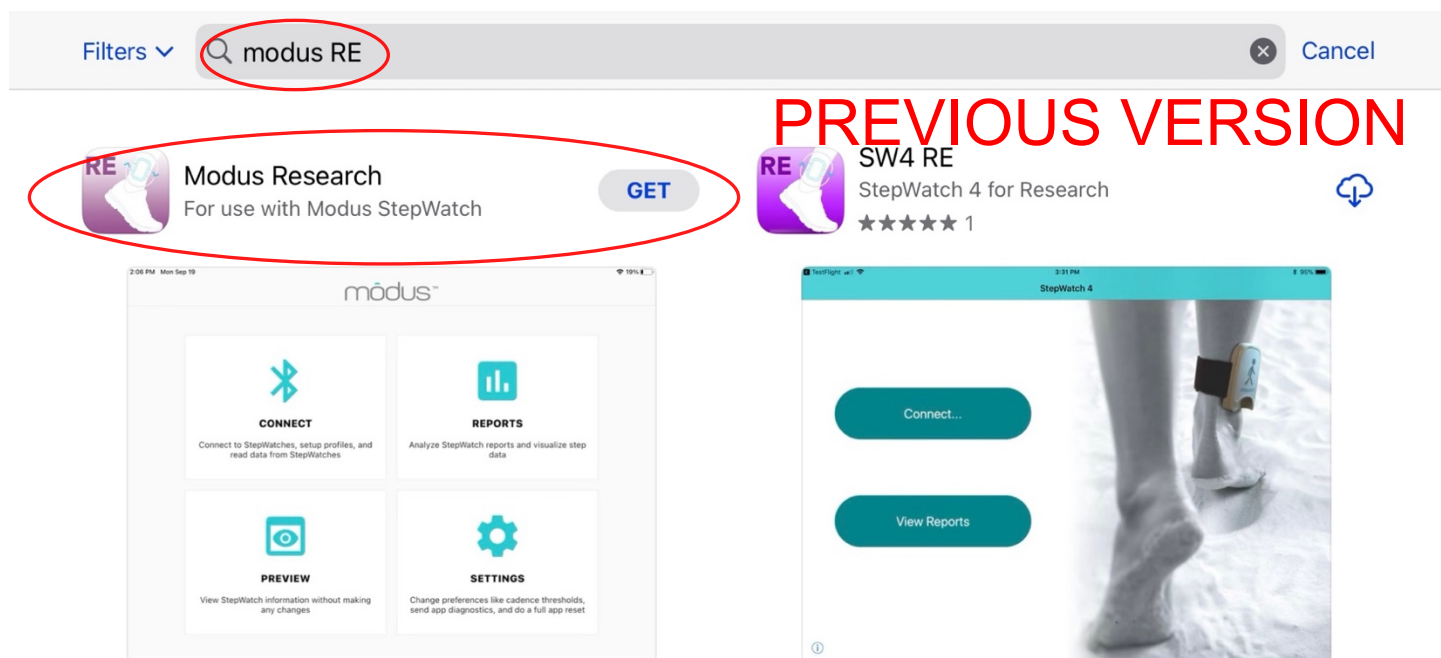 Filters
modus RE
Cancel
PREVIOUS VERSION
RE
Modus Research
For use with Modus StepWatch
GET
RE
SW4 RE
StepWatch 4 for Research
★★★★★ 1
2:06 PM Mon Sep 19
19%
mōdus™
CONNECT
Connect to StepWatches, setup profiles, and
read data from StepWatches
REPORTS
Analyze StepWatch reports and visualize step
data
PREVIEW
View StepWatch information without making
any changes
SETTINGS
Change preferences like cadence thresholds,
send app diagnostics, and do a full app reset
TestFlight
3:31 PM
95%
StepWatch 4
Connect...
View Reports